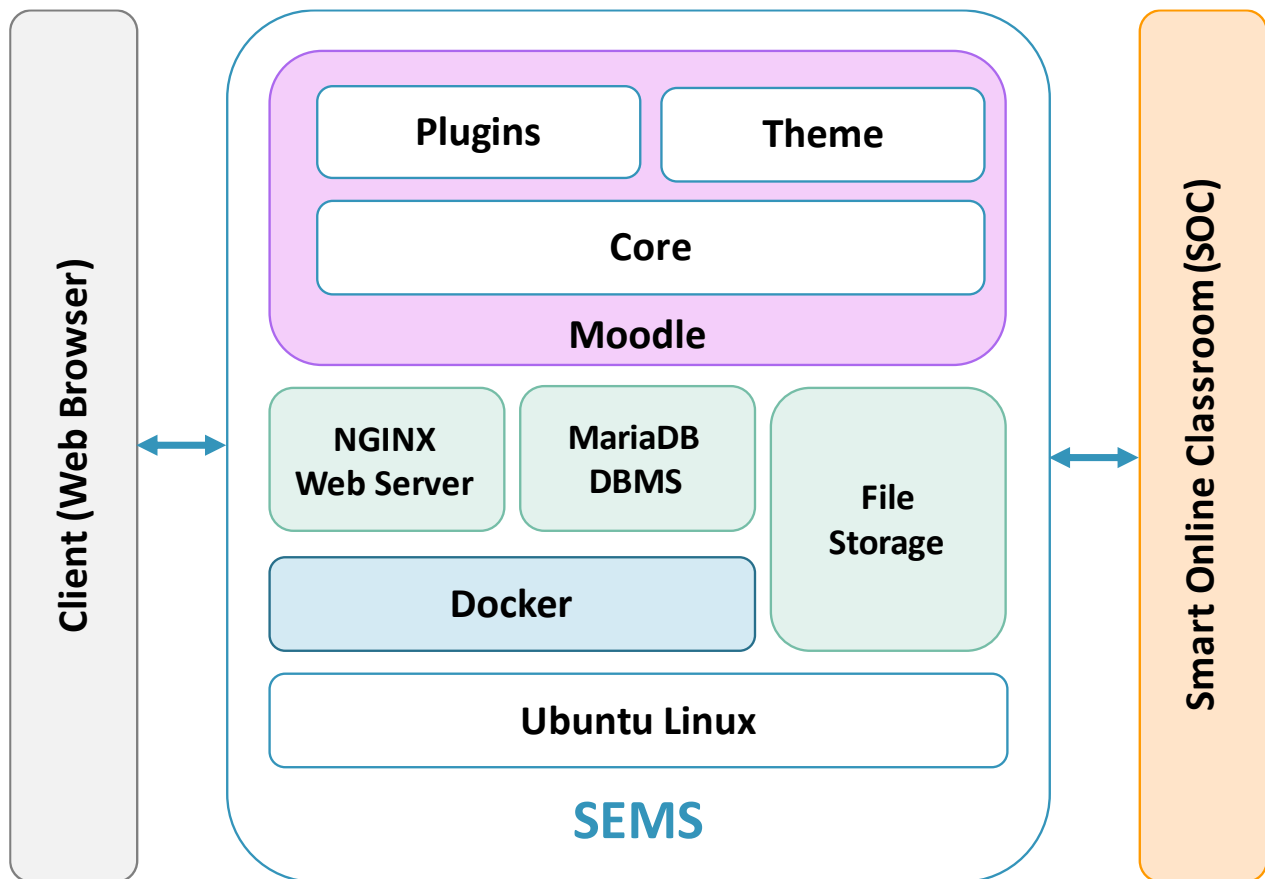 Client (Web Browser)
Plugins
Theme
Core
Moodle
NGINX
Web Server
MariaDB
DBMS
File
Storage
Docker
Ubuntu Linux
SEMS
Smart Online Classroom (SOC)